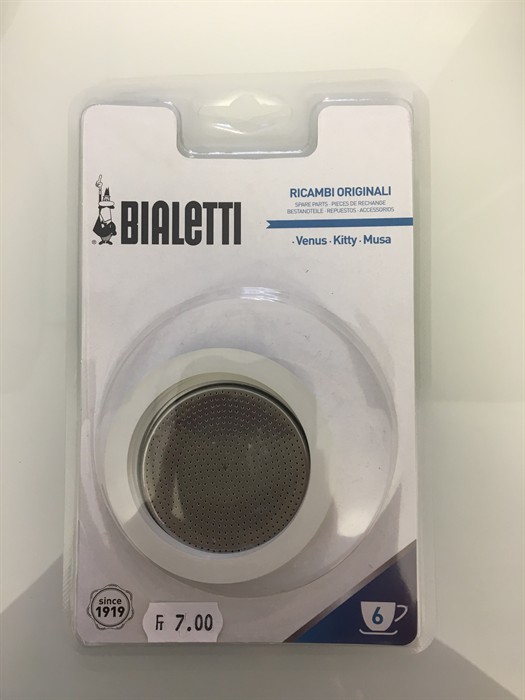 BIALETTI
RICAMBI ORIGINALI
SPARE PARTS · PIECES DE RECHANGE
BESTANDTEILE · REPUESTOS · ACCESSORIOS
· Venus · Kitty · Musa
since
1919
Fr 7.00
6